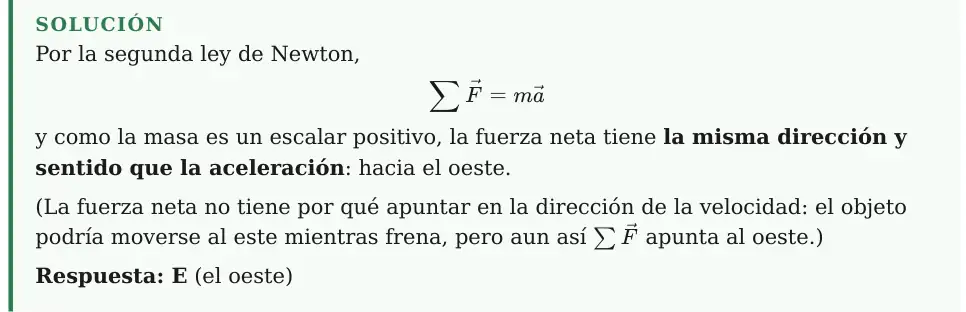 SOLUCIÓN
Por la segunda ley de Newton,
∑ F⃗ = ma⃗
y como la masa es un escalar positivo, la fuerza neta tiene la misma dirección y
sentido que la aceleración: hacia el oeste.
(La fuerza neta no tiene por qué apuntar en la dirección de la velocidad: el objeto
podría moverse al este mientras frena, pero aun así ∑ F⃗ apunta al oeste.)
Respuesta: E (el oeste)